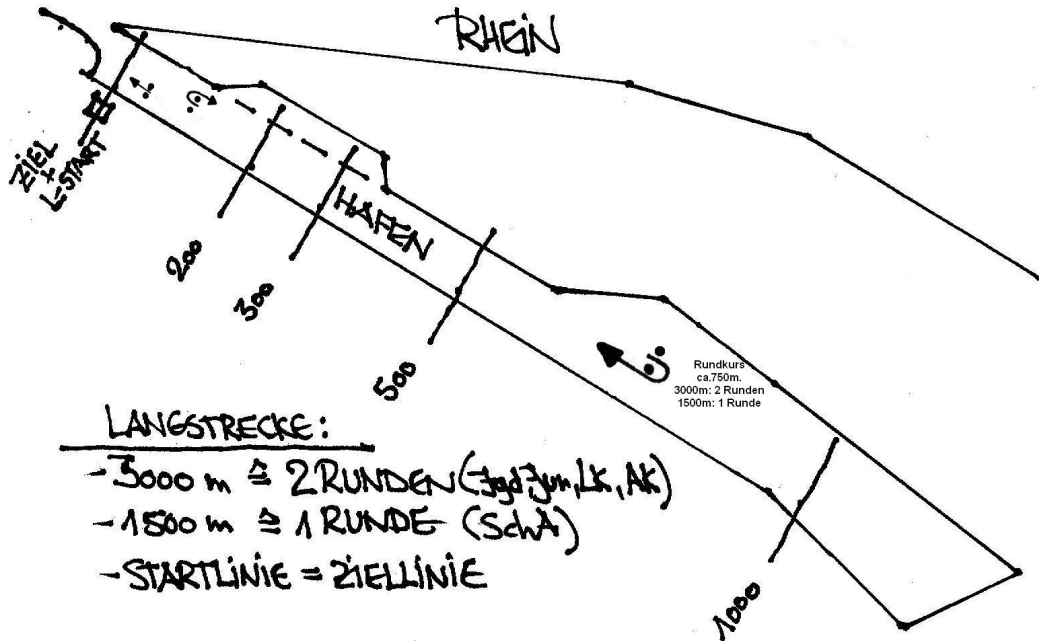 RHEIN
ZIEL
+
L-START
200
300
HAFEN
500
Rundkurs
ca.750m.
3000m: 2 Runden
1500m: 1 Runde
1000
LANGSTRECKE:
- 3000 m ≙ 2 RUNDEN (Jgd, Jun, LK, AK)
- 1500 m ≙ 1 RUNDE (SchA)
- STARTLINIE = ZIELLINIE